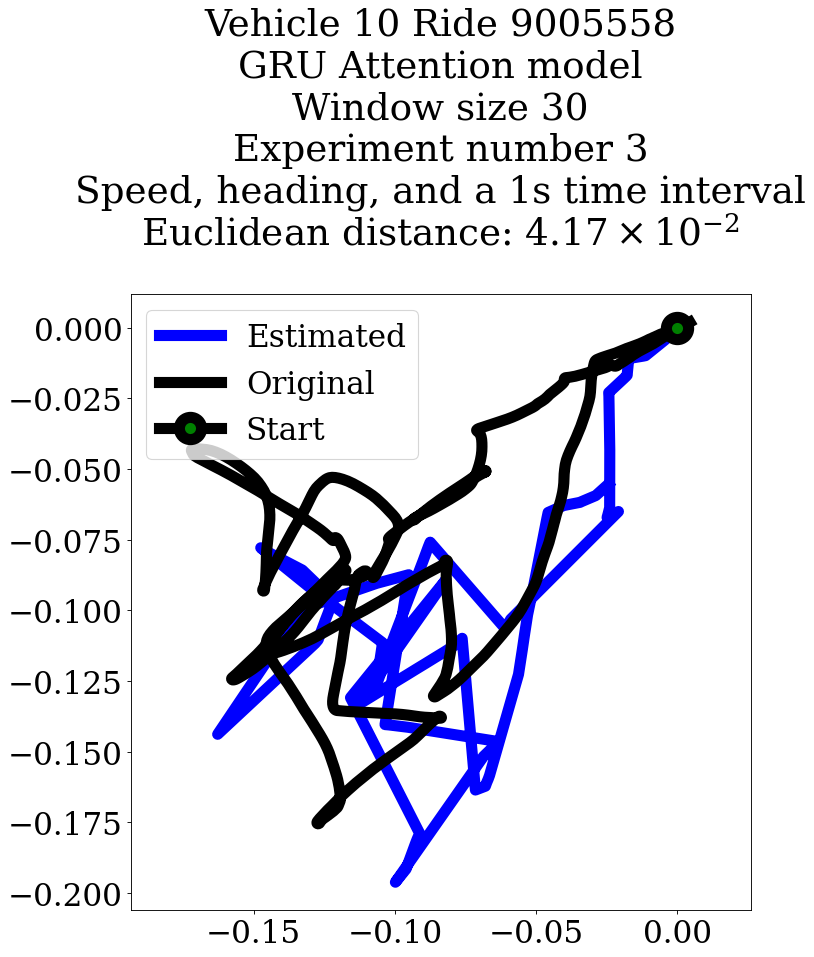 Vehicle 10 Ride 9005558
GRU Attention model
Window size 30
Experiment number 3
Speed, heading, and a 1s time interval
Euclidean distance: 4.17 × 10⁻²
Estimated
Original
Start
0.000
−0.025
−0.050
−0.075
−0.100
−0.125
−0.150
−0.175
−0.200
−0.15 −0.10 −0.05 0.00